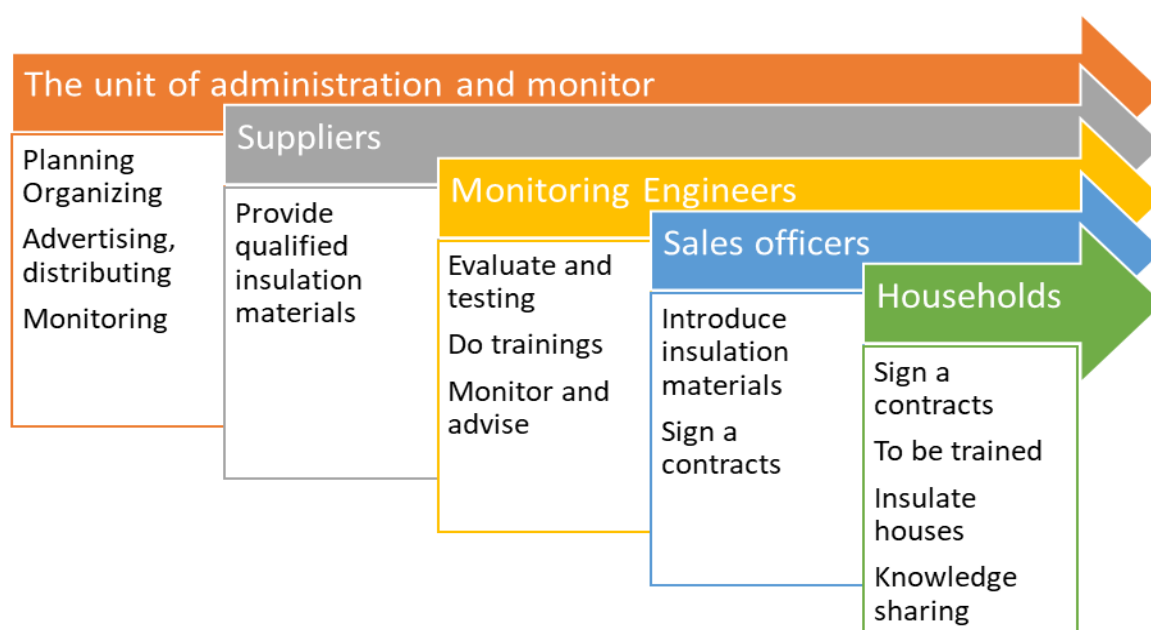 The unit of administration and monitor
Planning
Organizing
Advertising,
distributing
Monitoring
Suppliers
Provide
qualified
insulation
materials
Monitoring Engineers
Evaluate and
testing
Do trainings
Monitor and
advise
Sales officers
Introduce
insulation
materials
Sign a
contracts
Households
Sign a
contracts
To be trained
Insulate
houses
Knowledge
sharing